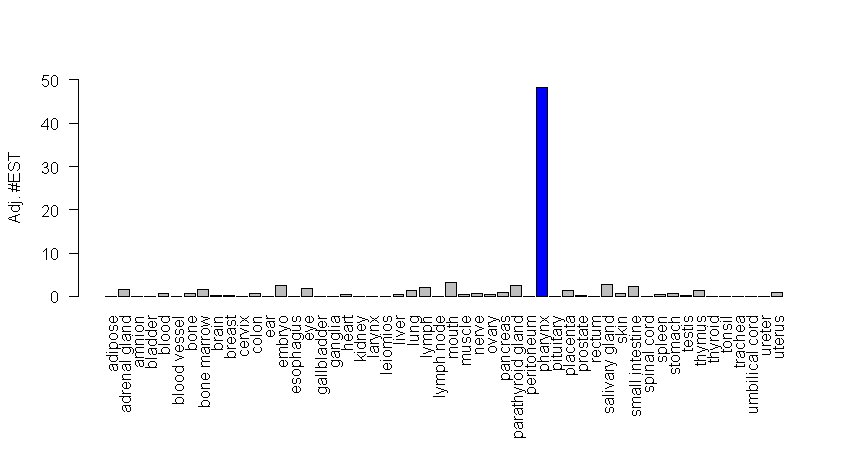 Adj. #EST
50
40
30
20
10
0
adipose
adrenal gland
amnion
bladder
blood
blood vessel
bone
bone marrow
brain
breast
cervix
colon
ear
embryo
esophagus
eye
gallbladder
ganglia
heart
kidney
larynx
leiomios
liver
lung
lymph
lymph node
mouth
muscle
nerve
ovary
pancreas
parathyroid gland
peritoneum
pharynx
pituitary
placenta
prostate
rectum
salivary gland
skin
small intestine
spinal cord
spleen
stomach
testis
thymus
thyroid
tonsil
trachea
umbilical cord
ureter
uterus